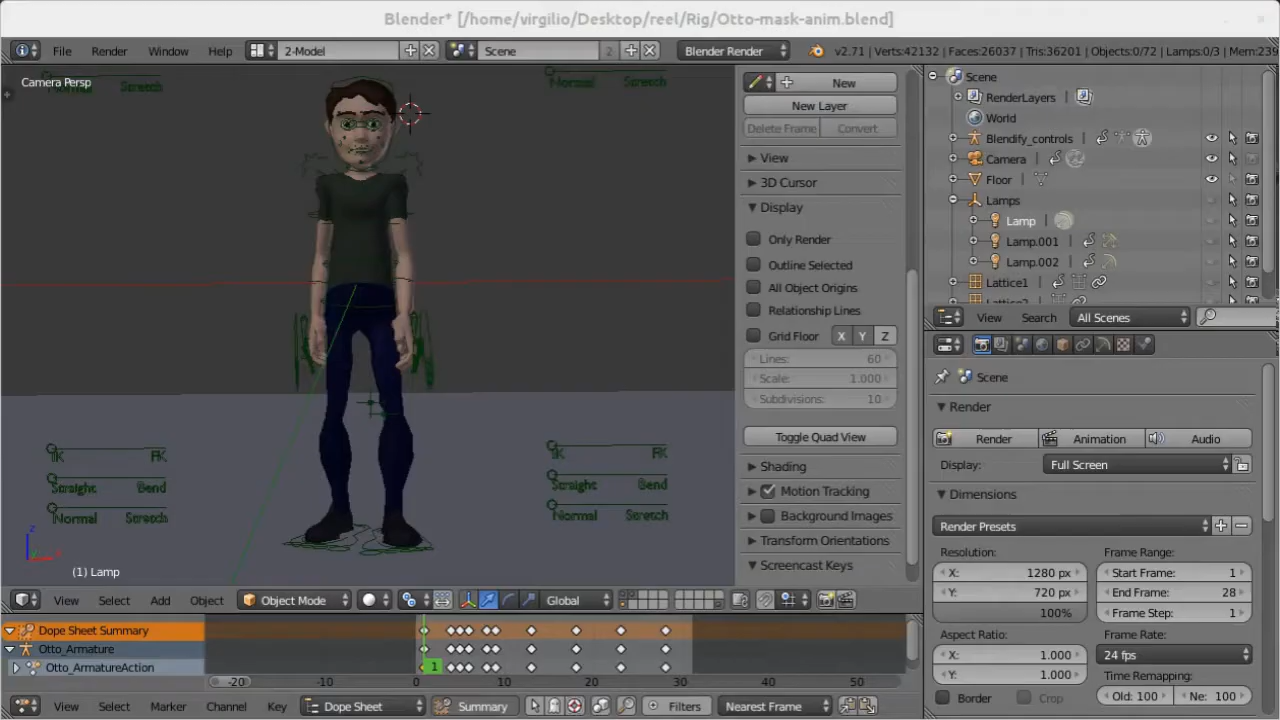 Blender* [/home/virgilio/Desktop/reel/Rig/Otto-mask-anim.blend]
File Render Window Help 2-Model Scene 2 Blender Render v2.71 | Verts:42132 | Faces:26037 | Tris:36201 | Objects:0/72 | Lamps:0/3 | Mem:239
Camera Persp
Normal Stretch
Normal Stretch
IK FK
Straight Bend
Normal Stretch
IK FK
Straight Bend
Normal Stretch
(1) Lamp
New
New Layer
Delete Frame Convert
View
3D Cursor
Display
Only Render
Outline Selected
All Object Origins
Relationship Lines
Grid Floor X Y Z
Lines: 60
Scale: 1.000
Subdivisions: 10
Toggle Quad View
Shading
Motion Tracking
Background Images
Transform Orientations
Screencast Keys
View Select Add Object Object Mode Global
Scene
RenderLayers
World
Blendify_controls
Camera
Floor
Lamps
Lamp
Lamp.001
Lamp.002
Lattice1
View Search All Scenes
Scene
Render
Render Animation Audio
Display: Full Screen
Dimensions
Render Presets
Resolution: Frame Range:
X: 1280 px Start Frame: 1
Y: 720 px End Frame: 28
100% Frame Step: 1
Aspect Ratio: Frame Rate:
X: 1.000 24 fps
Y: 1.000 Time Remapping:
Border Crop Old: 100 Ne: 100
Dope Sheet Summary
Otto_Armature
Otto_ArmatureAction 1
-20 -10 0 10 20 30 40 50
View Select Marker Channel Key Dope Sheet Summary Filters Nearest Frame